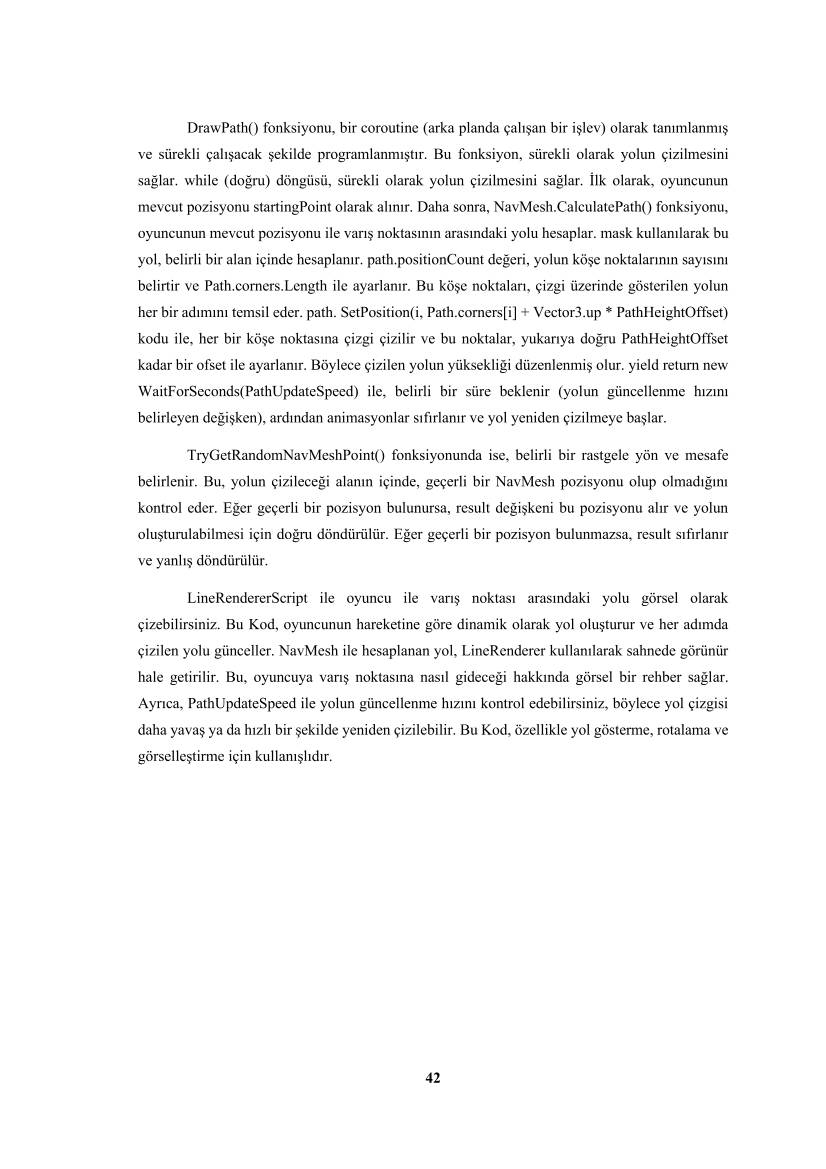 DrawPath() fonksiyonu, bir coroutine (arka planda çalışan bir işlev) olarak tanımlanmış
ve sürekli çalışacak şekilde programlanmıştır. Bu fonksiyon, sürekli olarak yolun çizilmesini
sağlar. while (doğru) döngüsü, sürekli olarak yolun çizilmesini sağlar. İlk olarak, oyuncunun
mevcut pozisyonu startingPoint olarak alınır. Daha sonra, NavMesh.CalculatePath() fonksiyonu,
oyuncunun mevcut pozisyonu ile varış noktasının arasındaki yolu hesaplar. mask kullanılarak bu
yol, belirli bir alan içinde hesaplanır. path.positionCount değeri, yolun köşe noktalarının sayısını
belirtir ve Path.corners.Length ile ayarlanır. Bu köşe noktaları, çizgi üzerinde gösterilen yolun
her bir adımını temsil eder. path. SetPosition(i, Path.corners[i] + Vector3.up * PathHeightOffset)
kodu ile, her bir köşe noktasına çizgi çizilir ve bu noktalar, yukarıya doğru PathHeightOffset
kadar bir ofset ile ayarlanır. Böylece çizilen yolun yüksekliği düzenlenmiş olur. yield return new
WaitForSeconds(PathUpdateSpeed) ile, belirli bir süre beklenir (yolun güncellenme hızını
belirleyen değişken), ardından animasyonlar sıfırlanır ve yol yeniden çizilmeye başlar.
TryGetRandomNavMeshPoint() fonksiyonunda ise, belirli bir rastgele yön ve mesafe
belirlenir. Bu, yolun çizileceği alanın içinde, geçerli bir NavMesh pozisyonu olup olmadığını
kontrol eder. Eğer geçerli bir pozisyon bulunursa, result değişkeni bu pozisyonu alır ve yolun
oluşturulabilmesi için doğru döndürülür. Eğer geçerli bir pozisyon bulunmazsa, result sıfırlanır
ve yanlış döndürülür.
LineRendererScript ile oyuncu ile varış noktası arasındaki yolu görsel olarak
çizebilirsiniz. Bu Kod, oyuncunun hareketine göre dinamik olarak yol oluşturur ve her adımda
çizilen yolu günceller. NavMesh ile hesaplanan yol, LineRenderer kullanılarak sahnede görünür
hale getirilir. Bu, oyuncuya varış noktasına nasıl gideceği hakkında görsel bir rehber sağlar.
Ayrıca, PathUpdateSpeed ile yolun güncellenme hızını kontrol edebilirsiniz, böylece yol çizgisi
daha yavaş ya da hızlı bir şekilde yeniden çizilebilir. Bu Kod, özellikle yol gösterme, rotalama ve
görselleştirme için kullanışlıdır.
42